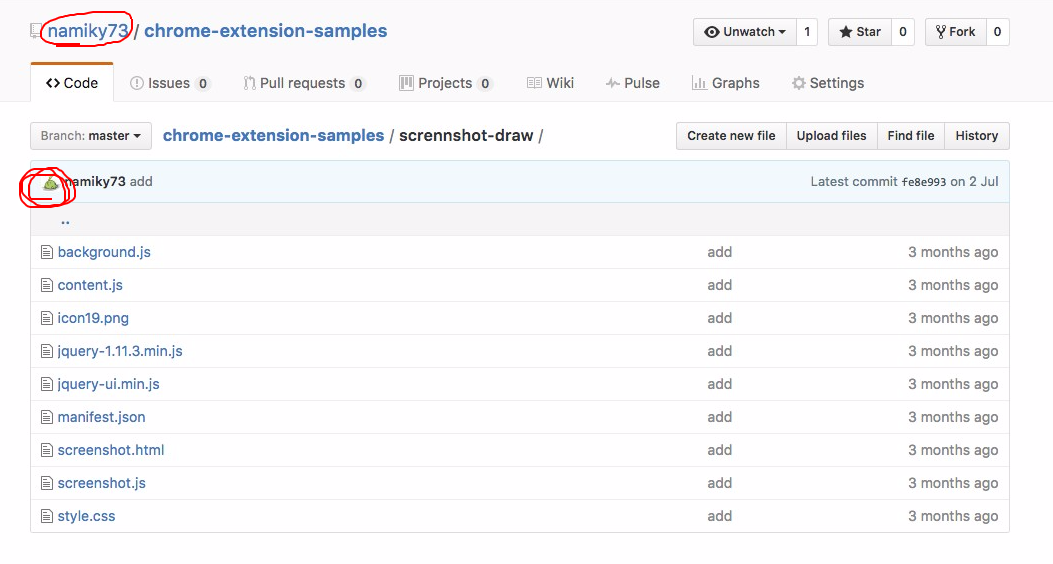 namiky73 / chrome-extension-samples Unwatch 1 Star 0 Fork 0
Code Issues 0 Pull requests 0 Projects 0 Wiki Pulse Graphs Settings
Branch: master chrome-extension-samples / scrennshot-draw / Create new file Upload files Find file History
namiky73 add Latest commit fe8e993 on 2 Jul
..
background.js add 3 months ago
content.js add 3 months ago
icon19.png add 3 months ago
jquery-1.11.3.min.js add 3 months ago
jquery-ui.min.js add 3 months ago
manifest.json add 3 months ago
screenshot.html add 3 months ago
screenshot.js add 3 months ago
style.css add 3 months ago